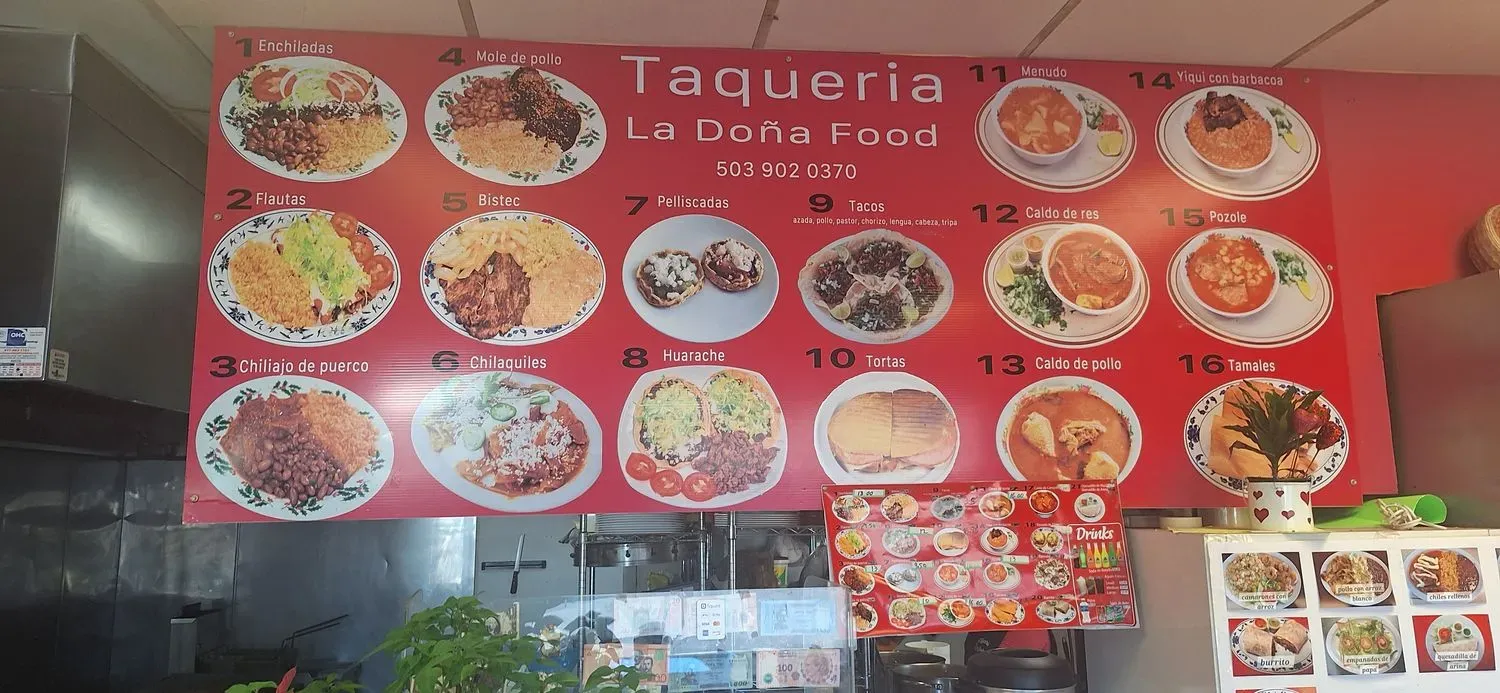 Taqueria
La Doña Food
503 902 0370
1 Enchiladas
2 Flautas
3 Chiliajo de puerco
4 Mole de pollo
5 Bistec
6 Chilaquiles
7 Pelliscadas
8 Huarache
9 Tacos
azada, pollo, pastor, chorizo, lengua, cabeza, tripa
10 Tortas
11 Menudo
12 Caldo de res
13 Caldo de pollo
14 Yiqui con barbacoa
15 Pozole
16 Tamales
Drinks
camarones con
arroz
pollo con arroz
blanco
chiles rellenos
burrito
empanadas de
papa
quesadilla de
arina